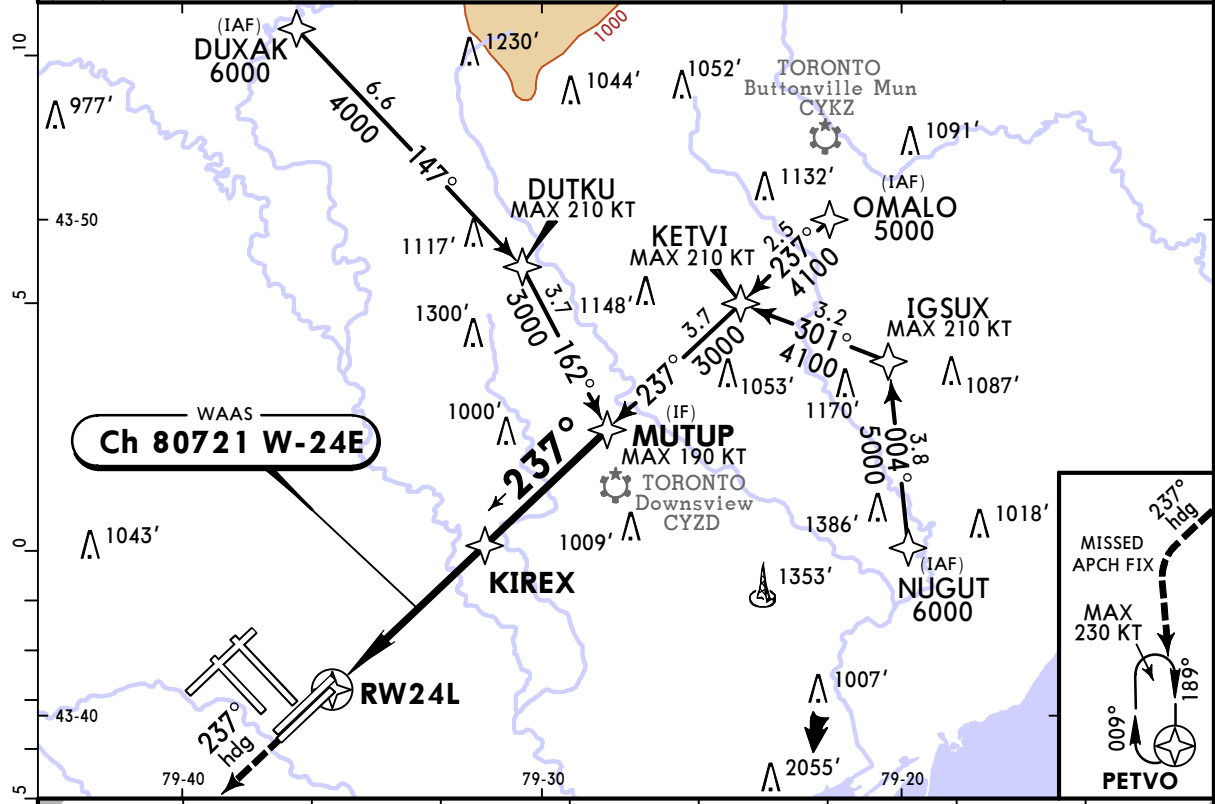 10
(IAF)
DUXAK
6000
1230'
1000
1044'
1052'
TORONTO
Buttonville Mun
CYKZ
977'
6.6
4000
147°
1091'
1132'
(IAF)
OMALO
5000
DUTKU
MAX 210 KT
43-50
1117'
KETVI
MAX 210 KT
2.5
237°
4100
5
3.7
3000
162°
1148'
IGSUX
MAX 210 KT
1300'
3.7
3000
237°
3.2
301°
4100
1053'
1170'
1087'
1000'
(IF)
MUTUP
MAX 190 KT
WAAS
Ch 80721 W-24E
237°
TORONTO
Downsview
CYZD
5000
004°
3.8
1386'
1018'
237°
hdg
0
1043'
1009'
MISSED
APCH FIX
KIREX
1353'
(IAF)
NUGUT
6000
MAX
230 KT
RW24L
1007'
189°
009°
43-40
237°
hdg
79-40
79-30
2055'
79-20
PETVO
5